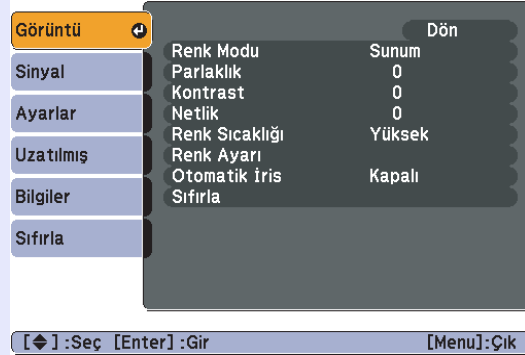 Görüntü
Sinyal
Ayarlar
Uzatılmış
Bilgiler
Sıfırla
Dön
Renk Modu Sunum
Parlaklık 0
Kontrast 0
Netlik 0
Renk Sıcaklığı Yüksek
Renk Ayarı
Otomatik İris Kapalı
Sıfırla
[◆] :Seç [Enter] :Gir [Menu]:Çık